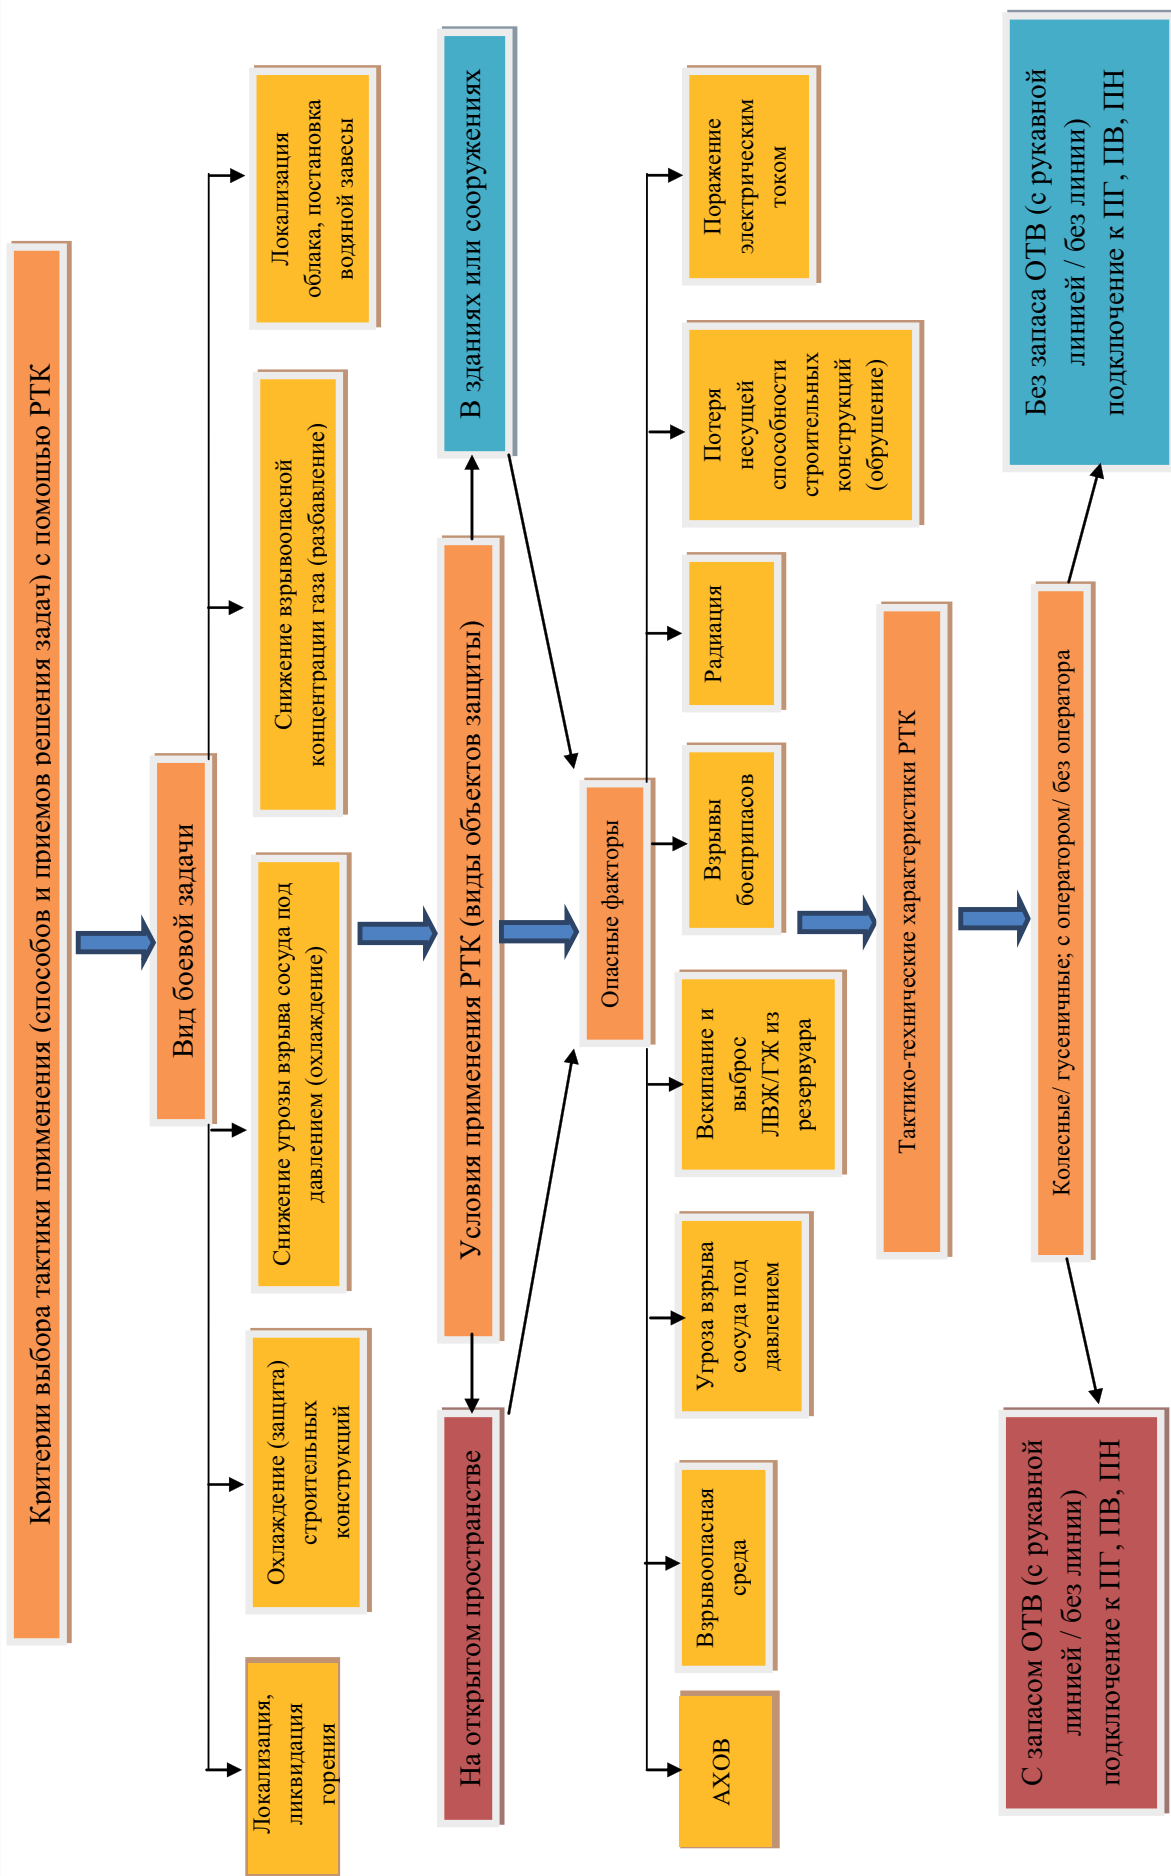 Критерии выбора тактики применения (способов и приемов решения задач) с помощью РТК
Вид боевой задачи
Локализация,
ликвидация
горения
Охлаждение (защита)
строительных
конструкций
Снижение угрозы взрыва сосуда под
давлением (охлаждение)
Снижение взрывоопасной
концентрации газа (разбавление)
Локализация
облака, постановка
водяной завесы
На открытом пространстве
Условия применения РТК (виды объектов защиты)
В зданиях или сооружениях
Опасные факторы
АХОВ
Взрывоопасная
среда
Угроза взрыва
сосуда под
давлением
Вскипание и
выброс
ЛВЖ/ГЖ из
резервуара
Взрывы
боеприпасов
Радиация
Потеря
несущей
способности
строительных
конструкций
(обрушение)
Поражение
электрическим
током
Тактико-технические характеристики РТК
Колесные/ гусеничные; с оператором/ без оператора
С запасом ОТВ (с рукавной
линией / без линии)
подключение к ПГ, ПВ, ПН
Без запаса ОТВ (с рукавной
линией / без линии)
подключение к ПГ, ПВ, ПН